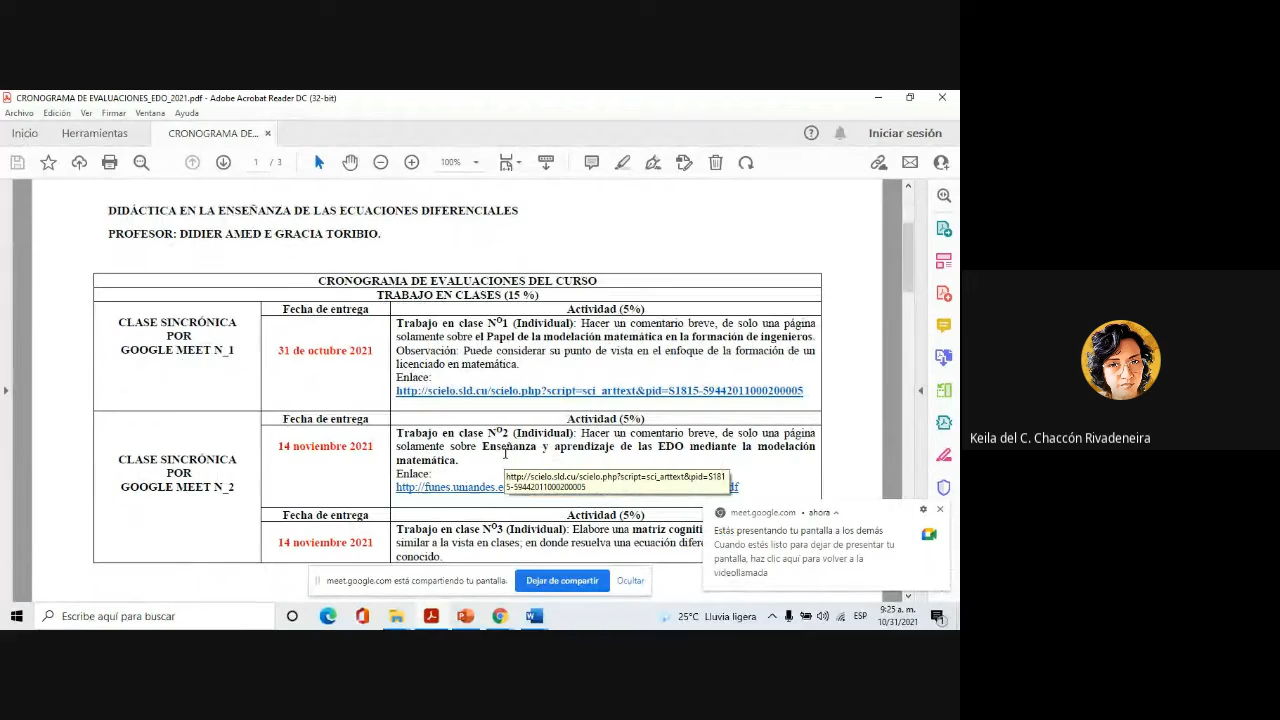 CRONOGRAMA DE EVALUACIONES_EDO_2021.pdf - Adobe Acrobat Reader DC (32-bit)
Archivo Edición Ver Firmar Ventana Ayuda
Inicio Herramientas CRONOGRAMA DE... × Iniciar sesión
1 / 3 100%
DIDÁCTICA EN LA ENSEÑANZA DE LAS ECUACIONES DIFERENCIALES
PROFESOR: DIDIER AMED E GRACIA TORIBIO.
CRONOGRAMA DE EVALUACIONES DEL CURSO
TRABAJO EN CLASES (15 %)
Fecha de entrega Actividad (5%)
CLASE SINCRÓNICA
POR
GOOGLE MEET N_1
31 de octubre 2021
Trabajo en clase Nº1 (Individual): Hacer un comentario breve, de solo una página
solamente sobre el Papel de la modelación matemática en la formación de ingenieros.
Observación: Puede considerar su punto de vista en el enfoque de la formación de un
licenciado en matemática.
Enlace:
http://scielo.sld.cu/scielo.php?script=sci_arttext&pid=S1815-59442011000200005
Fecha de entrega Actividad (5%)
CLASE SINCRÓNICA
POR
GOOGLE MEET N_2
14 noviembre 2021
Trabajo en clase Nº2 (Individual): Hacer un comentario breve, de solo una página
solamente sobre Enseñanza y aprendizaje de las EDO mediante la modelación
matemática.
Enlace:
http://funes.uniandes.e
df
http://scielo.sld.cu/scielo.php?script=sci_arttext&pid=S181
5-59442011000200005
Fecha de entrega Actividad (5%)
14 noviembre 2021
Trabajo en clase Nº3 (Individual): Elabore una matriz cogniti
similar a la vista en clases; en donde resuelva una ecuación difere
conocido.
meet.google.com • ahora
Estás presentando tu pantalla a los demás
Cuando estés listo para dejar de presentar tu
pantalla, haz clic aquí para volver a la
videollamada
meet.google.com está compartiendo tu pantalla. Dejar de compartir Ocultar
Escribe aquí para buscar
25°C Lluvia ligera ESP
9:25 a. m.
10/31/2021
Keila del C. Chaccón Rivadeneira